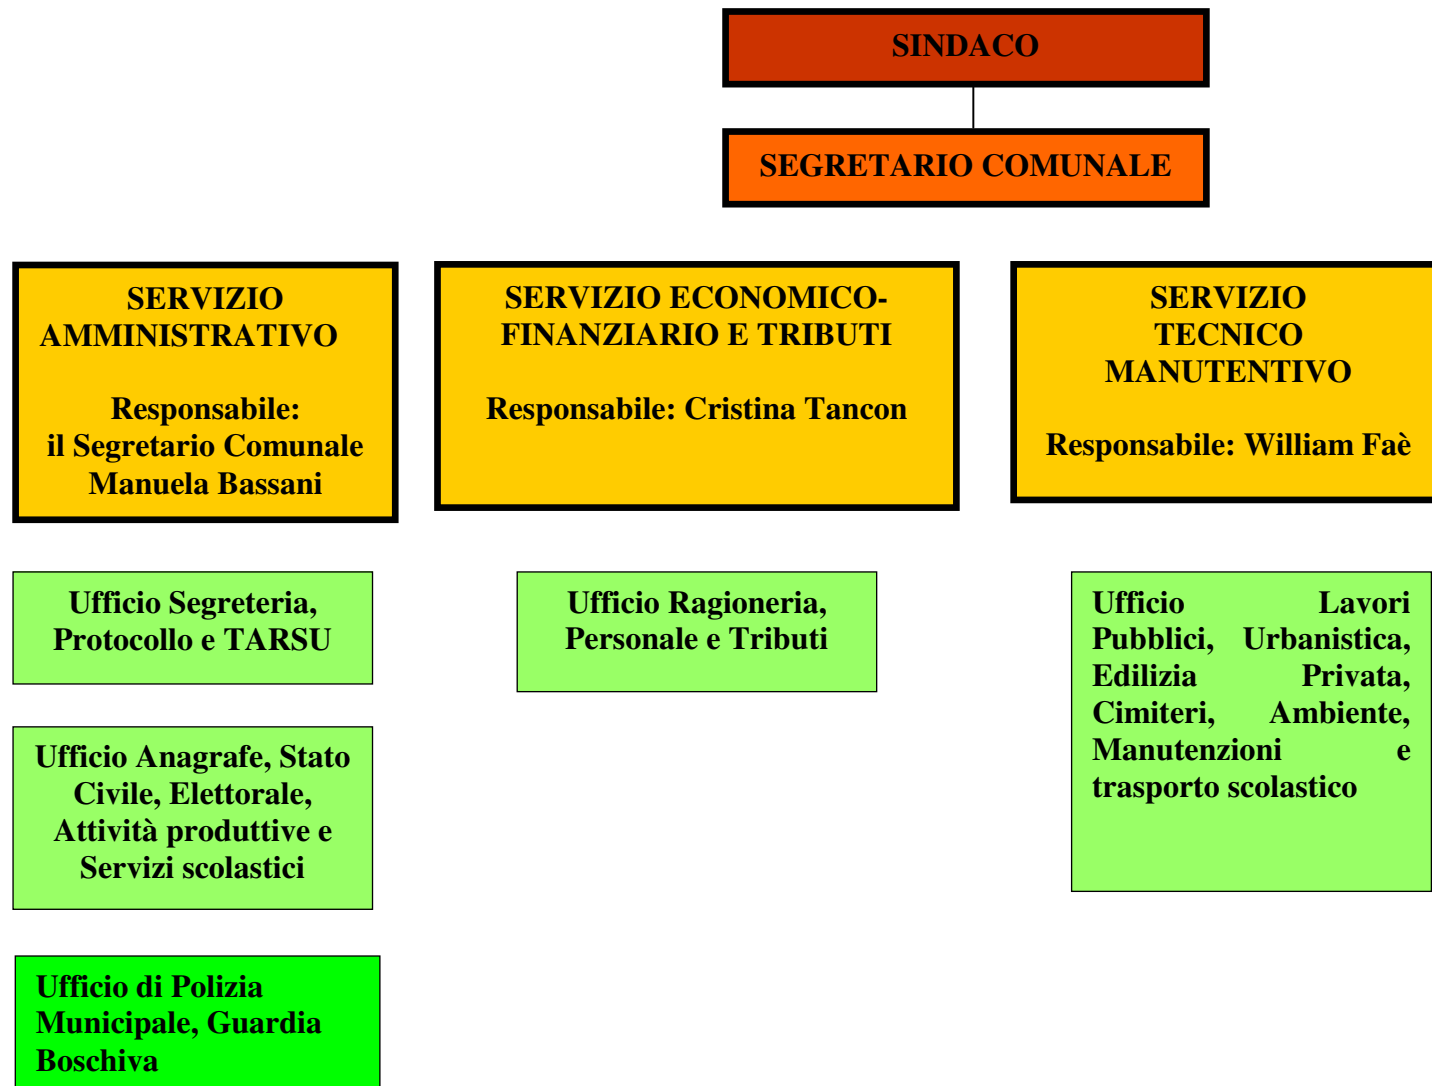 SINDACO
SEGRETARIO COMUNALE
SERVIZIO
AMMINISTRATIVO
Responsabile:
il Segretario Comunale
Manuela Bassani
SERVIZIO ECONOMICO-
FINANZIARIO E TRIBUTI
Responsabile: Cristina Tancon
SERVIZIO
TECNICO
MANUTENTIVO
Responsabile: William Faè
Ufficio Segreteria,
Protocollo e TARSU
Ufficio Anagrafe, Stato
Civile, Elettorale,
Attività produttive e
Servizi scolastici
Ufficio di Polizia
Municipale, Guardia
Boschiva
Ufficio Ragioneria,
Personale e Tributi
Ufficio Lavori
Pubblici, Urbanistica,
Edilizia Privata,
Cimiteri, Ambiente,
Manutenzioni e
trasporto scolastico